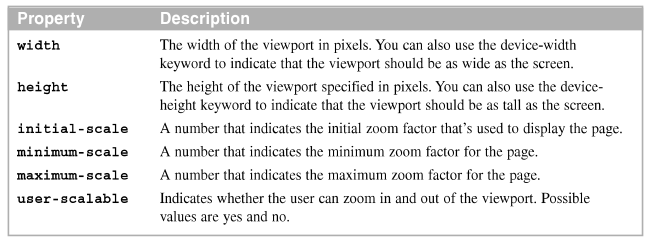 Property Description
width The width of the viewport in pixels. You can also use the device-width
keyword to indicate that the viewport should be as wide as the screen.
height The height of the viewport specified in pixels. You can also use the device-
height keyword to indicate that the viewport should be as tall as the screen.
initial-scale A number that indicates the initial zoom factor that's used to display the page.
minimum-scale A number that indicates the minimum zoom factor for the page.
maximum-scale A number that indicates the maximum zoom factor for the page.
user-scalable Indicates whether the user can zoom in and out of the viewport. Possible
values are yes and no.